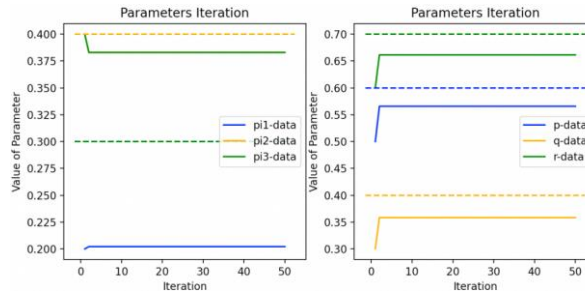 Parameters Iteration
Value of Parameter
0.400
0.375
0.350
0.325
0.300
0.275
0.250
0.225
0.200
pi1-data
pi2-data
pi3-data
0
10
20
30
40
50
Iteration
Parameters Iteration
Value of Parameter
0.70
0.65
0.60
0.55
0.50
0.45
0.40
0.35
0.30
p-data
q-data
r-data
0
10
20
30
40
50
Iteration